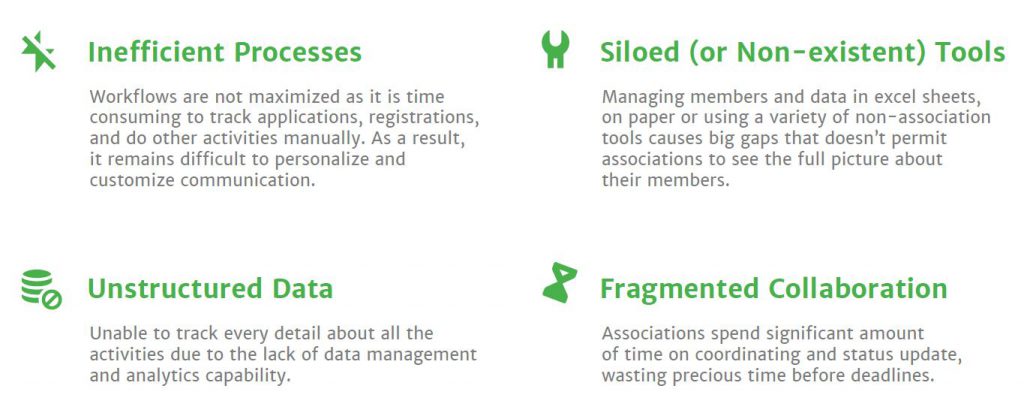 Inefficient Processes
Workflows are not maximized as it is time
consuming to track applications, registrations,
and do other activities manually. As a result,
it remains difficult to personalize and
customize communication.
Siloed (or Non-existent) Tools
Managing members and data in excel sheets,
on paper or using a variety of non-association
tools causes big gaps that doesn’t permit
associations to see the full picture about
their members.
Unstructured Data
Unable to track every detail about all the
activities due to the lack of data management
and analytics capability.
Fragmented Collaboration
Associations spend significant amount
of time on coordinating and status update,
wasting precious time before deadlines.